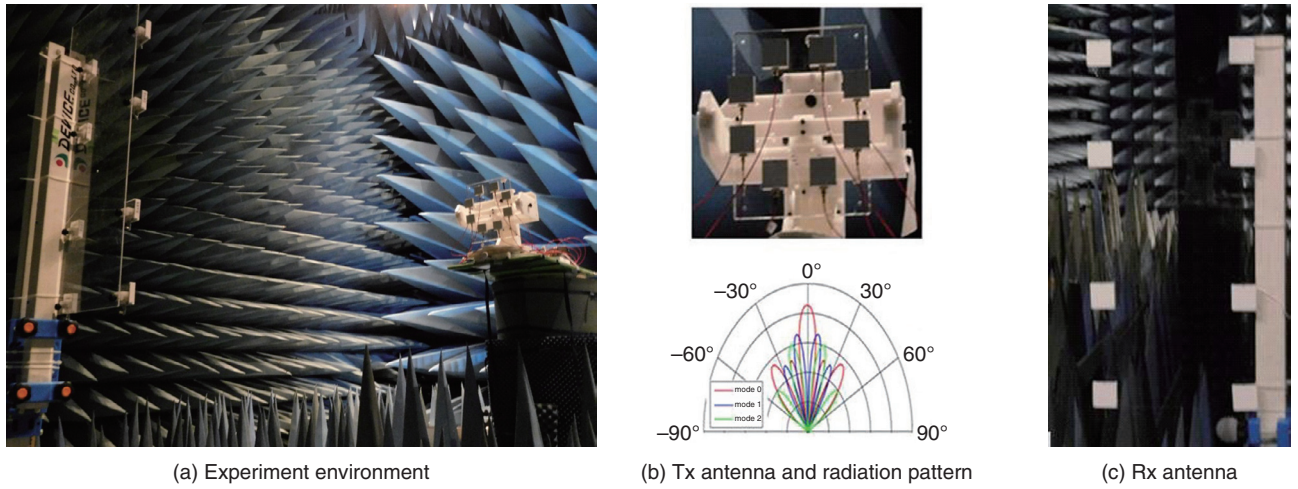 DEVICE
0°
–30°
30°
–60°
60°
mode 0
mode 1
mode 2
–90°
90°
(a) Experiment environment
(b) Tx antenna and radiation pattern
(c) Rx antenna